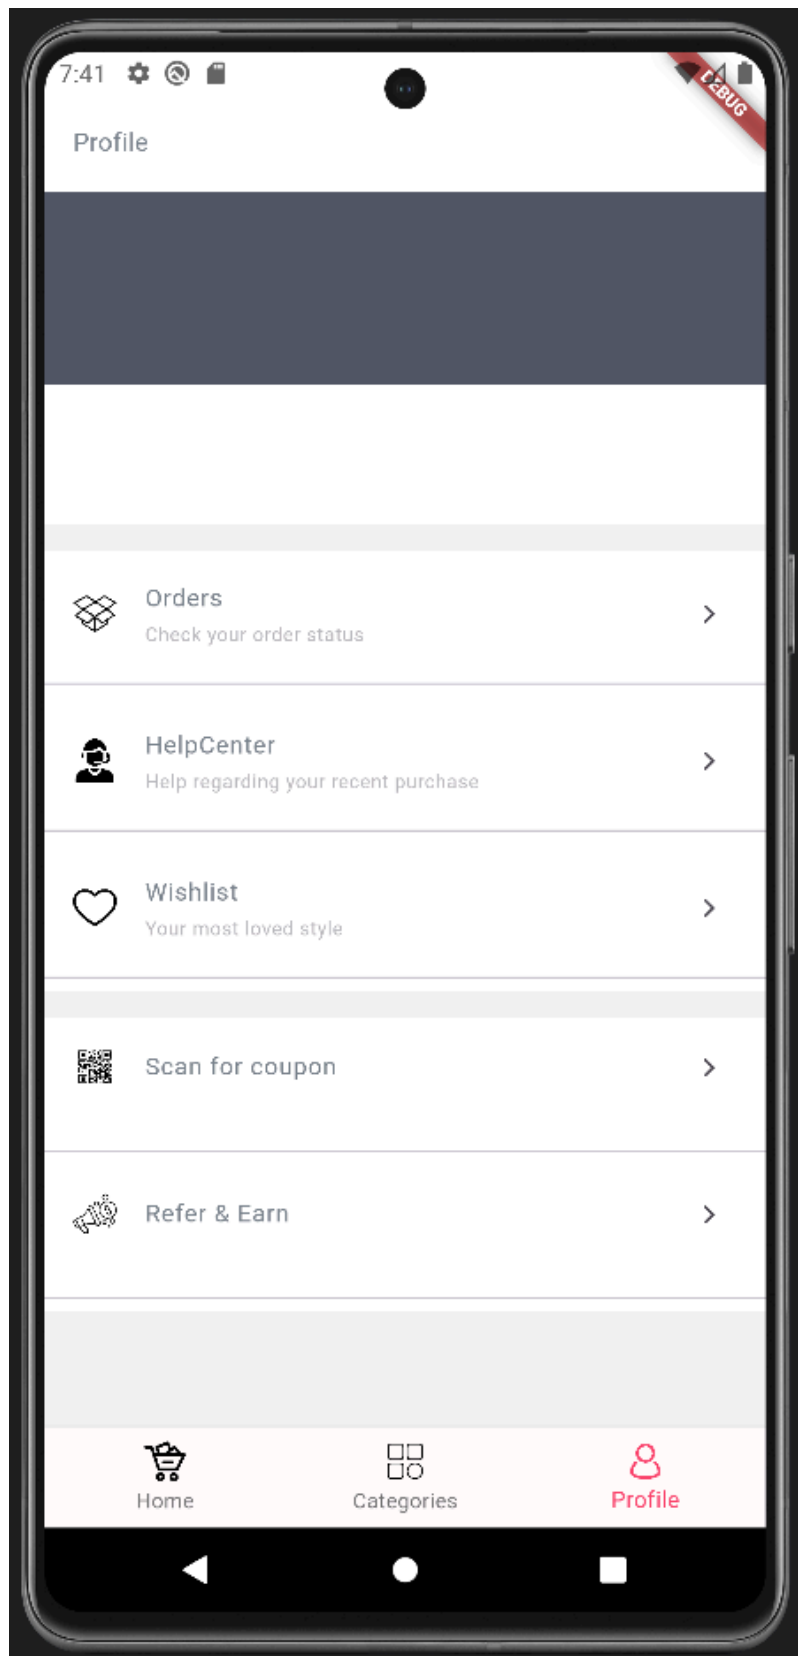 7:41
DEBUG
Profile
Orders
Check your order status
HelpCenter
Help regarding your recent purchase
Wishlist
Your most loved style
Scan for coupon
Refer & Earn
Home
Categories
Profile